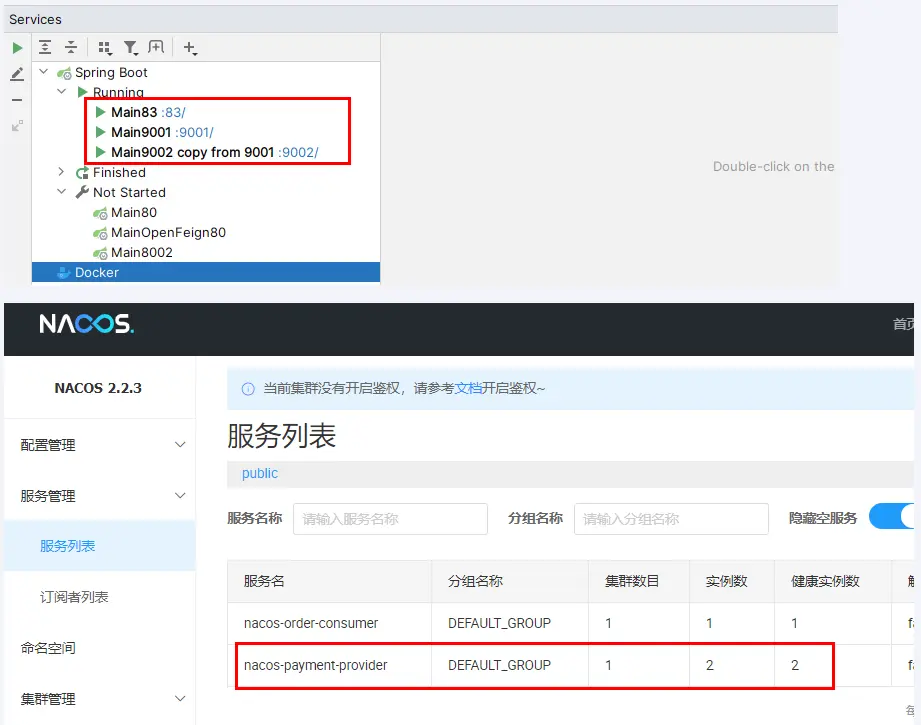 Services
Spring Boot
Running
Main83 :83/
Main9001 :9001/
Main9002 copy from 9001 :9002/
Finished
Not Started
Main80
MainOpenFeign80
Main8002
Docker
Double-click on the
NACOS.
首页
NACOS 2.2.3
当前集群没有开启鉴权，请参考文档开启鉴权~
配置管理
服务列表
public
服务管理
服务名称 请输入服务名称 分组名称 请输入分组名称 隐藏空服务
服务列表
服务名 分组名称 集群数目 实例数 健康实例数
订阅者列表
nacos-order-consumer DEFAULT_GROUP 1 1 1
命名空间
nacos-payment-provider DEFAULT_GROUP 1 2 2
集群管理